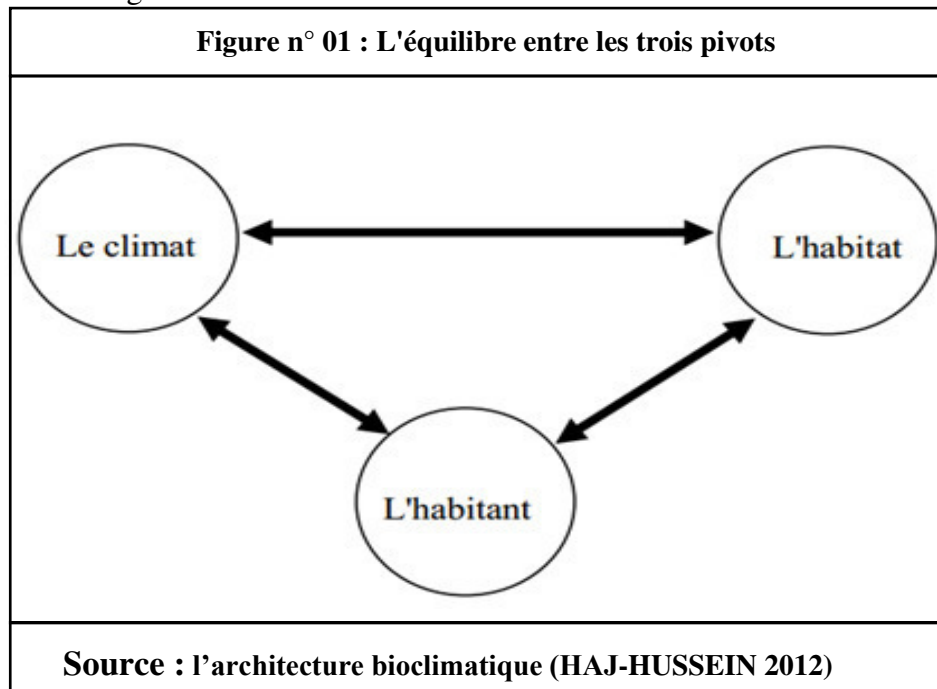 Figure n° 01 : L'équilibre entre les trois pivots
Le climat
L'habitat
L'habitant
Source : l'architecture bioclimatique (HAJ-HUSSEIN 2012)